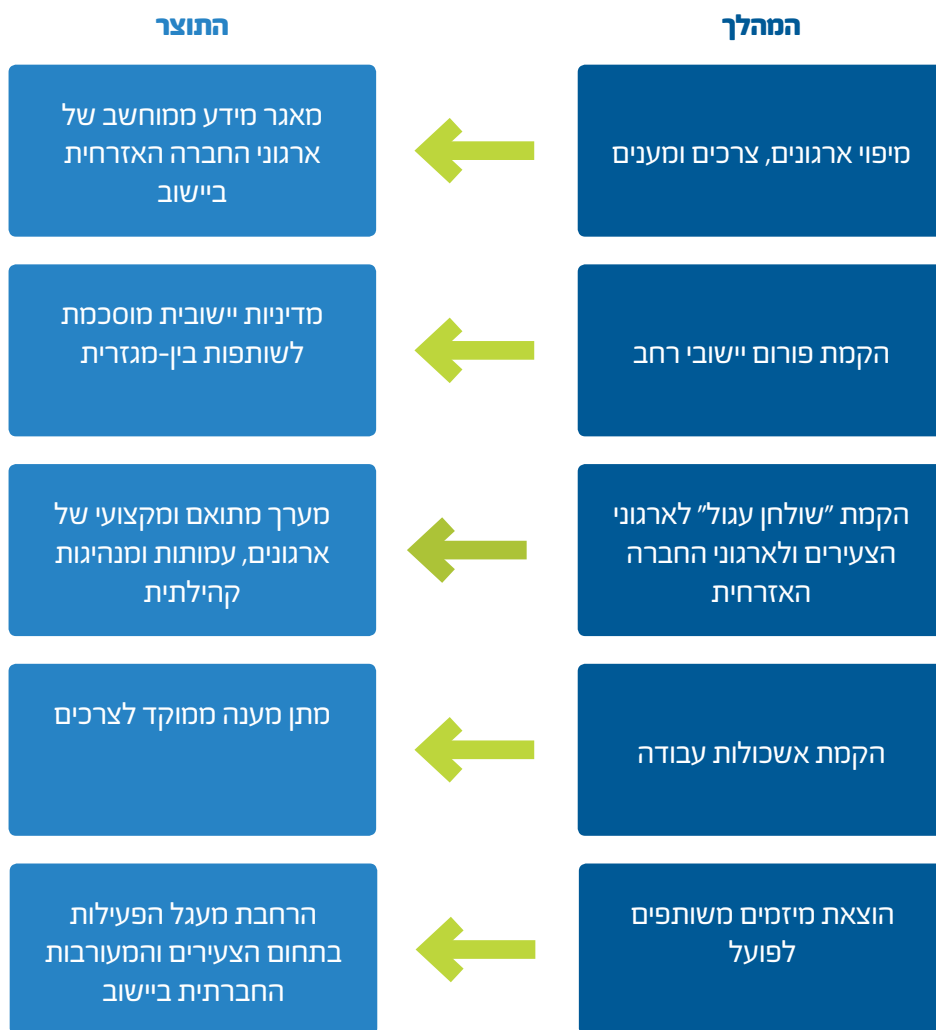 המהלך
התוצר
מיפוי ארגונים, צרכים ומענים
מאגר מידע ממוחשב של
ארגוני החברה האזרחית
ביישוב
הקמת פורום יישובי רחב
מדיניות יישובית מוסכמת
לשותפות בין-מגזרית
הקמת ״שולחן עגול״ לארגוני
הצעירים ולארגוני החברה
האזרחית
מערך מתואם ומקצועי של
ארגונים, עמותות ומנהיגות
קהילתית
הקמת אשכולות עבודה
מתן מענה ממוקד לצרכים
הוצאת מיזמים משותפים
לפועל
הרחבת מעגל הפעילות
בתחום הצעירים והמעורבות
החברתית ביישוב